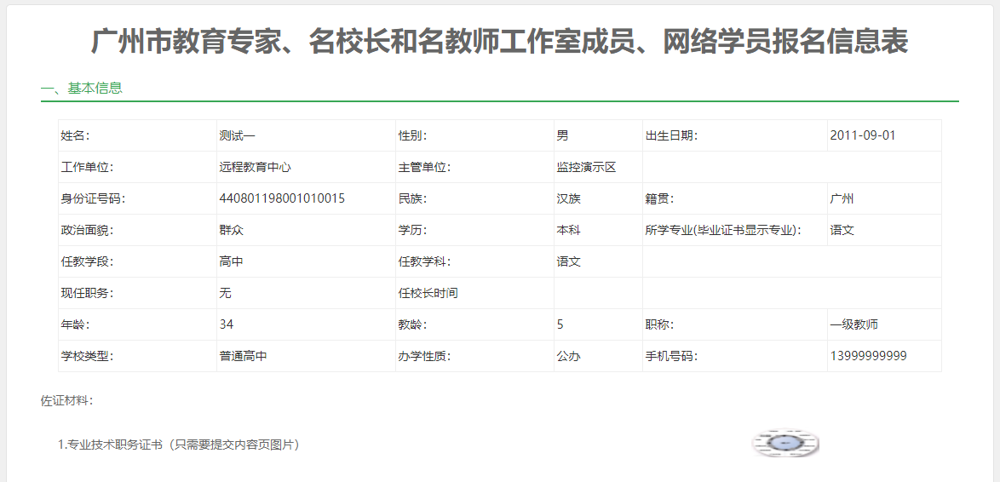 广州市教育专家、名校长和名教师工作室成员、网络学员报名信息表
一、基本信息
姓名： 测试一 性别： 男 出生日期： 2011-09-01
工作单位： 远程教育中心 主管单位： 监控演示区
身份证号码： 440801198001010015 民族： 汉族 籍贯： 广州
政治面貌： 群众 学历： 本科 所学专业(毕业证书显示专业)： 语文
任教学段： 高中 任教学科： 语文
现任职务： 无 任校长时间
年龄： 34 教龄： 5 职称： 一级教师
学校类型： 普通高中 办学性质： 公办 手机号码： 13999999999
佐证材料：
1.专业技术职务证书（只需要提交内容页图片）